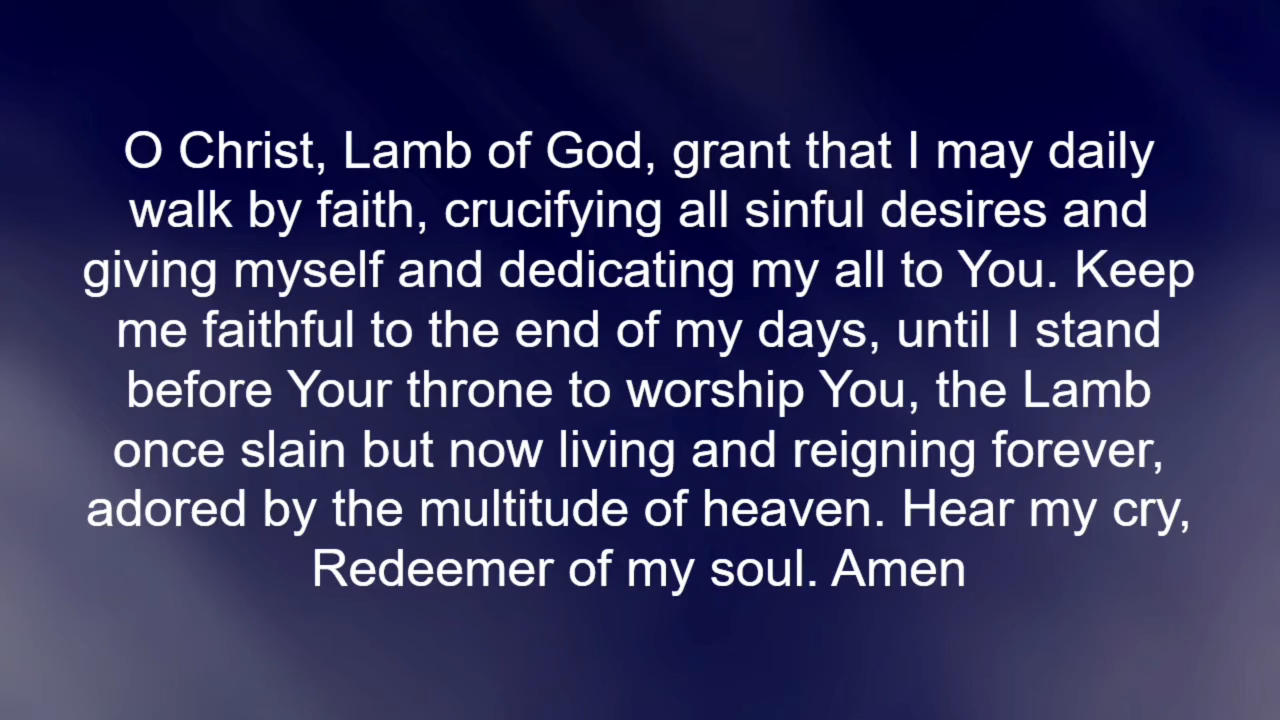 O Christ, Lamb of God, grant that I may daily
walk by faith, crucifying all sinful desires and
giving myself and dedicating my all to You. Keep
me faithful to the end of my days, until I stand
before Your throne to worship You, the Lamb
once slain but now living and reigning forever,
adored by the multitude of heaven. Hear my cry,
Redeemer of my soul. Amen